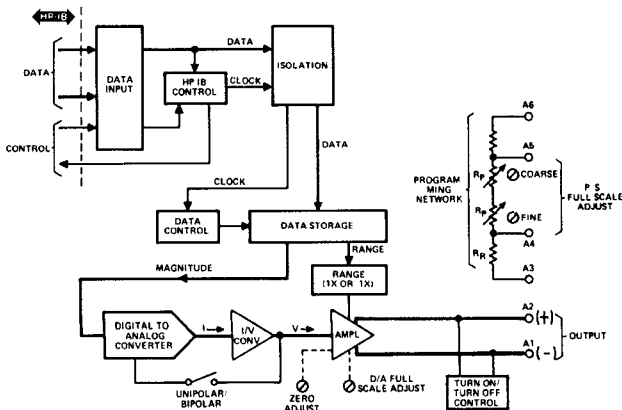 HP-IB
DATA
CONTROL
DATA
INPUT
DATA
HP IB
CONTROL
CLOCK
ISOLATION
DATA
CLOCK
DATA
CONTROL
DATA STORAGE
RANGE
MAGNITUDE
RANGE
(1X OR 1X)
DIGITAL TO
ANALOG
CONVERTER
I
I/V
CONV
V
AMPL
UNIPOLAR/
BIPOLAR
ZERO
ADJUST
D/A FULL
SCALE ADJUST
TURN ON/
TURN OFF
CONTROL
A2
(+)
A1
(-)
OUTPUT
PROGRAM
MING
NETWORK
A6
A5
RP
COARSE
RP
FINE
A4
RR
A3
P S
FULL SCALE
ADJUST